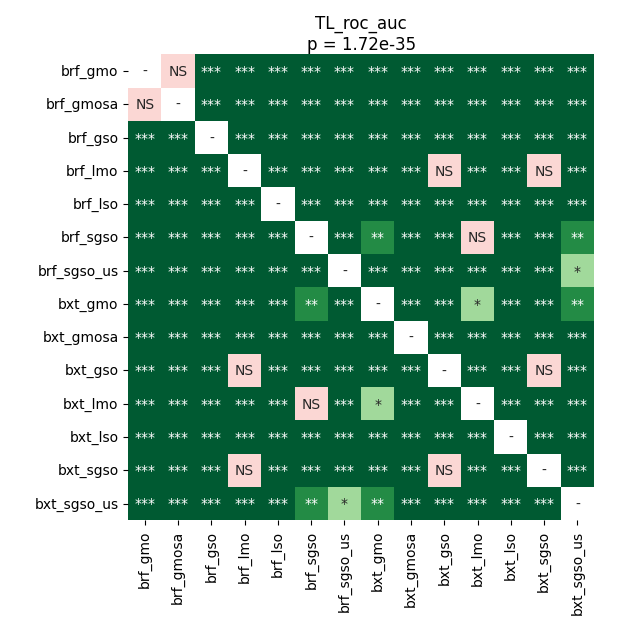 TL_roc_auc
p = 1.72e-35
brf_gmo - NS *** *** *** *** *** *** *** *** *** *** *** ***
brf_gmosa NS - *** *** *** *** *** *** *** *** *** *** *** ***
brf_gso *** *** - *** *** *** *** *** *** *** *** *** *** ***
brf_lmo *** *** *** - *** *** *** *** *** NS *** *** NS ***
brf_lso *** *** *** *** - *** *** *** *** *** *** *** *** ***
brf_sgso *** *** *** *** *** - *** ** *** *** NS *** *** **
brf_sgso_us *** *** *** *** *** *** - *** *** *** *** *** *** *
bxt_gmo *** *** *** *** *** ** *** - *** *** * *** *** **
bxt_gmosa *** *** *** *** *** *** *** *** - *** *** *** *** ***
bxt_gso *** *** *** NS *** *** *** *** *** - *** *** NS ***
bxt_lmo *** *** *** *** *** NS *** * *** *** - *** *** ***
bxt_lso *** *** *** *** *** *** *** *** *** *** *** - *** ***
bxt_sgso *** *** *** NS *** *** *** *** *** NS *** *** - ***
bxt_sgso_us *** *** *** *** *** ** * ** *** *** *** *** *** -
brf_gmo brf_gmosa brf_gso brf_lmo brf_lso brf_sgso brf_sgso_us bxt_gmo bxt_gmosa bxt_gso bxt_lmo bxt_lso bxt_sgso bxt_sgso_us